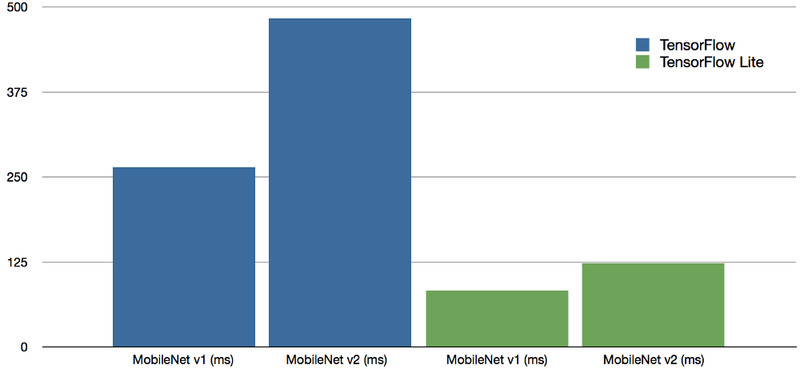 500
TensorFlow
TensorFlow Lite
375
250
125
0
MobileNet v1 (ms) MobileNet v2 (ms) MobileNet v1 (ms) MobileNet v2 (ms)